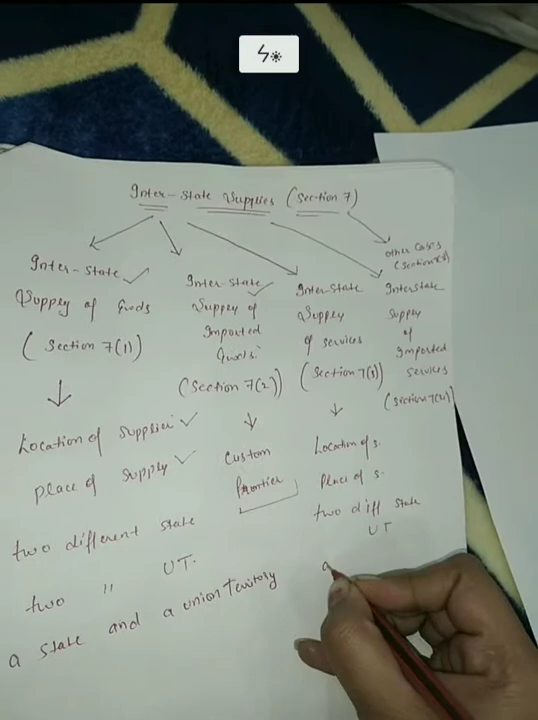 Inter-State Supplies (Section 7)
Inter-State
Supply of Goods
(Section 7(1))
Location of Supplier
place of Supply
two different state
two " UT.
a state and a union Territory
Inter-State
Supply of
Imported
Goods
(Section 7(2))
Custom
Frontier
Inter-State
Supply
of services
(Section 7(3))
Location of s.
place of s.
two diff state
UT
a
other Cases
Interstate
Supply
of
Imported
services
(Section 7(4))